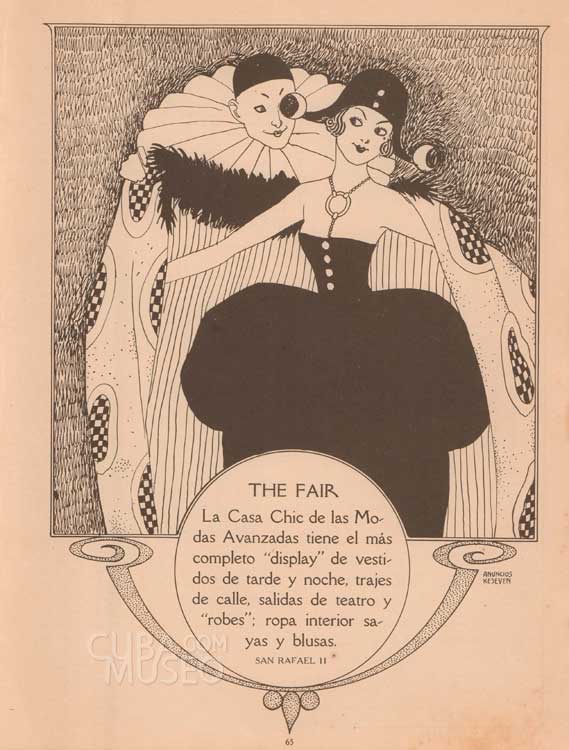 ANUNCIOS
KESEVEN
THE FAIR
La Casa Chic de las Mo-
das Avanzadas tiene el más
completo "display" de vesti-
dos de tarde y noche, trajes
de calle, salidas de teatro y
"robes"; ropa interior sa-
yas y blusas.
SAN RAFAEL 11
CUBA.COM
MUSEO
65